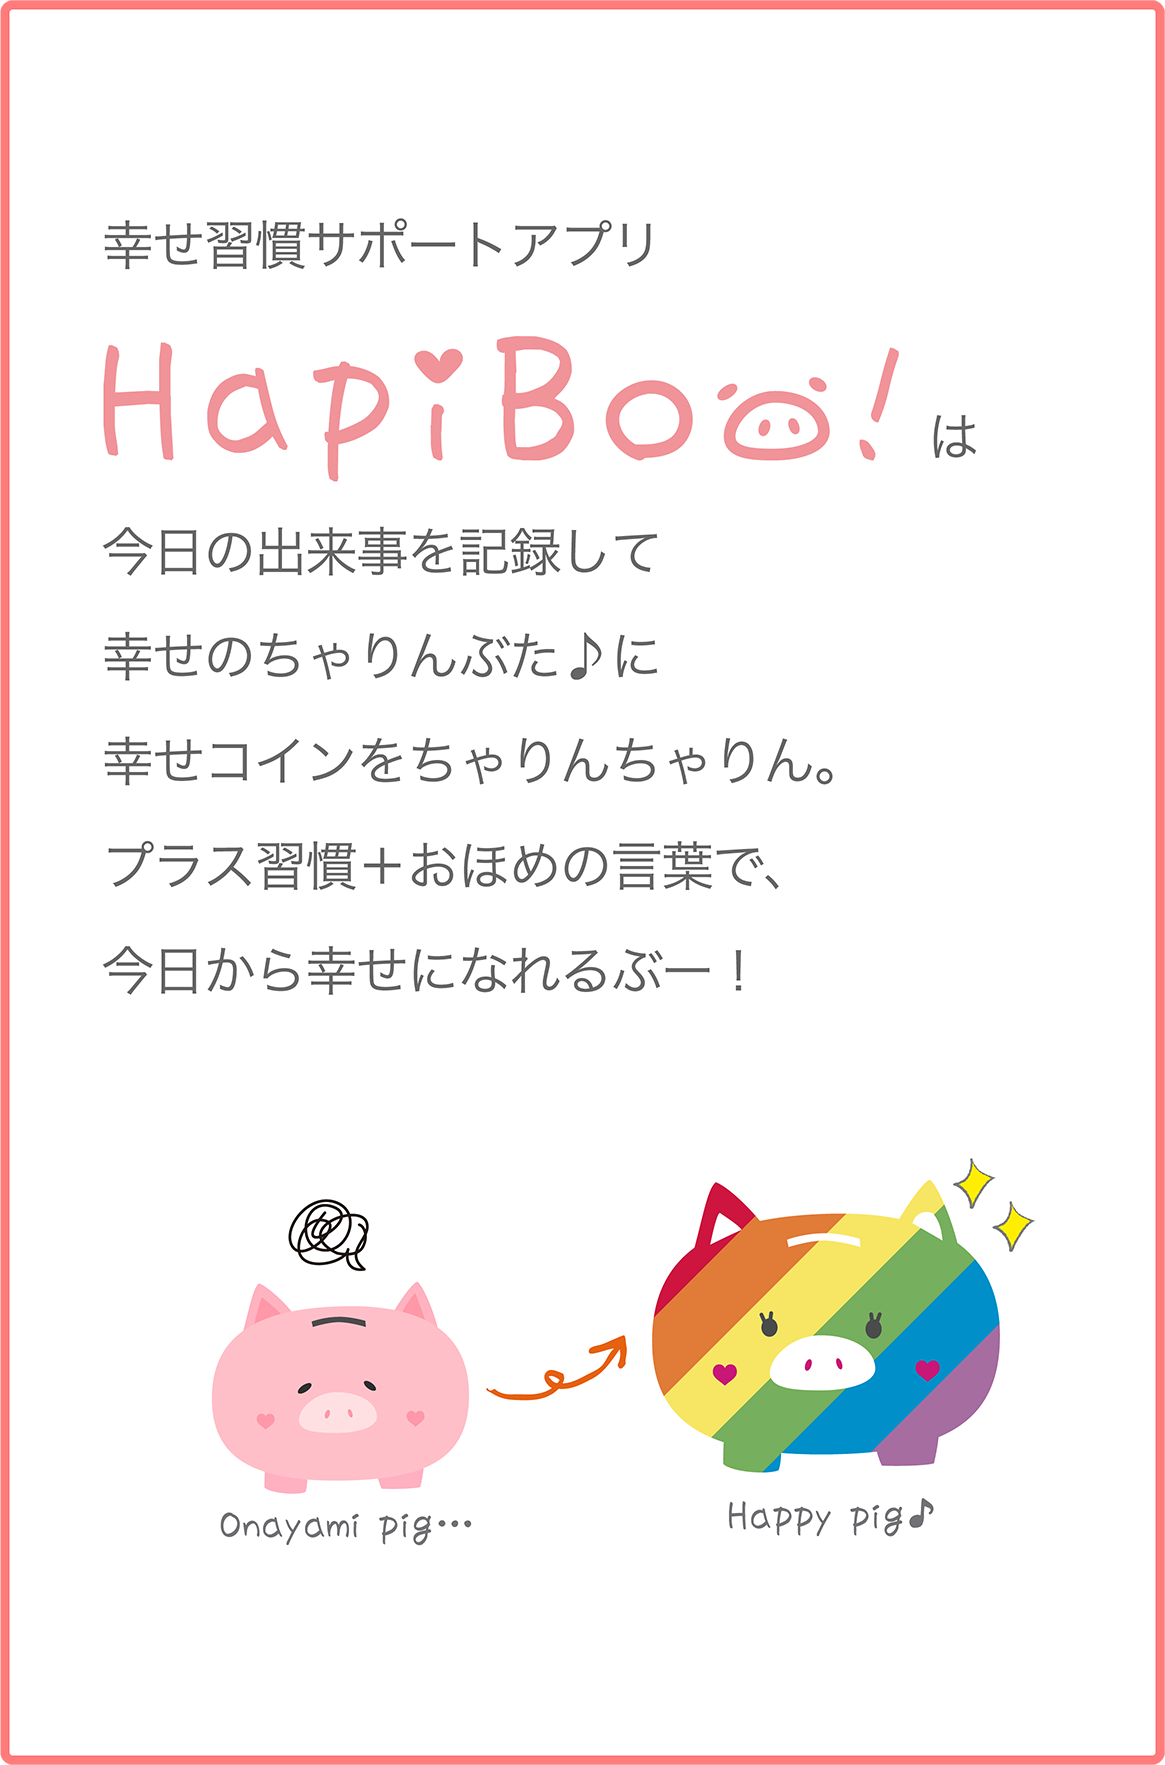 幸せ習慣サポートアプリ
HapiBoo!は
今日の出来事を記録して
幸せのちゃりんぶた♪に
幸せコインをちゃりんちゃりん。
プラス習慣＋おほめの言葉で、
今日から幸せになれるぶー！
Onayami pig…
Happy pig♪